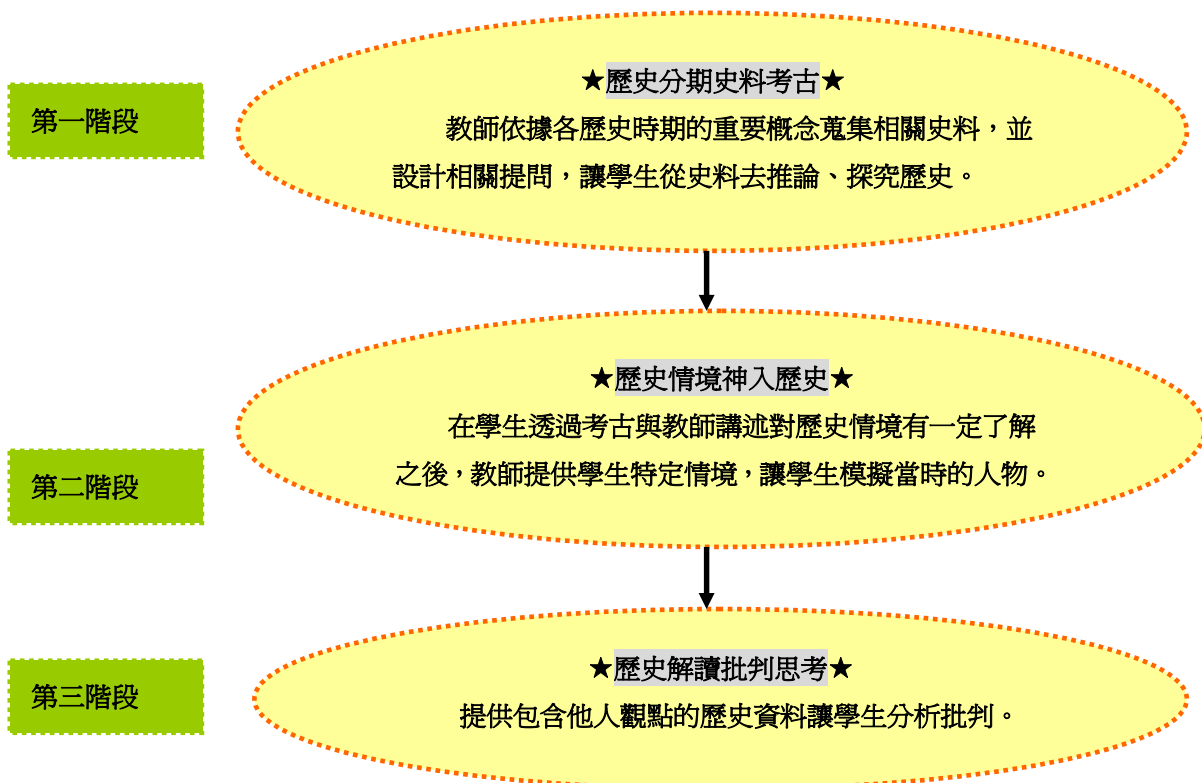 第一階段
★歷史分期史料考古★
教師依據各歷史時期的重要概念蒐集相關史料，並
設計相關提問，讓學生從史料去推論、探究歷史。
第二階段
★歷史情境神入歷史★
在學生透過考古與教師講述對歷史情境有一定了解
之後，教師提供學生特定情境，讓學生模擬當時的人物。
第三階段
★歷史解讀批判思考★
提供包含他人觀點的歷史資料讓學生分析批判。